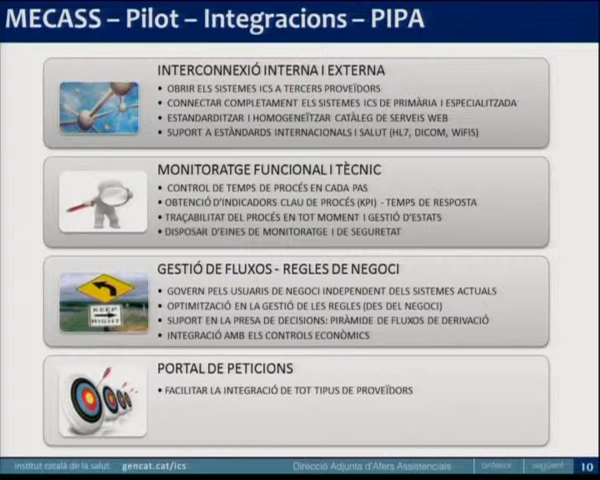 MECASS – Pilot – Integracions – PIPA
INTERCONNEXIÓ INTERNA I EXTERNA
• OBRIR ELS SISTEMES ICS A TERCERS PROVEÏDORS
• CONNECTAR COMPLETAMENT ELS SISTEMES ICS DE PRIMÀRIA I ESPECIALITZADA
• ESTANDARDITZAR I HOMOGENEÏTZAR CATÀLEG DE SERVEIS WEB
• SUPORT A ESTÀNDARDS INTERNACIONALS I SALUT (HL7, DICOM, WiFIS)
MONITORATGE FUNCIONAL I TÈCNIC
• CONTROL DE TEMPS DE PROCÉS EN CADA PAS
• OBTENCIÓ D'INDICADORS CLAU DE PROCÉS (KPI) - TEMPS DE RESPOSTA
• TRAÇABILITAT DEL PROCÉS EN TOT MOMENT I GESTIÓ D'ESTATS
• DISPOSAR D'EINES DE MONITORATGE I DE SEGURETAT
GESTIÓ DE FLUXOS - REGLES DE NEGOCI
KEEP
RIGHT
• GOVERN PELS USUARIS DE NEGOCI INDEPENDENT DELS SISTEMES ACTUALS
• OPTIMITZACIÓ EN LA GESTIÓ DE LES REGLES (DES DEL NEGOCI)
• SUPORT EN LA PRESA DE DECISIONS: PIRÀMIDE DE FLUXOS DE DERIVACIÓ
• INTEGRACIÓ AMB ELS CONTROLS ECONÒMICS
PORTAL DE PETICIONS
• FACILITAR LA INTEGRACIÓ DE TOT TIPUS DE PROVEÏDORS
institut català de la salut gencat.cat/ics Direcció Adjunta d'Afers Assistencials anterior següent 10